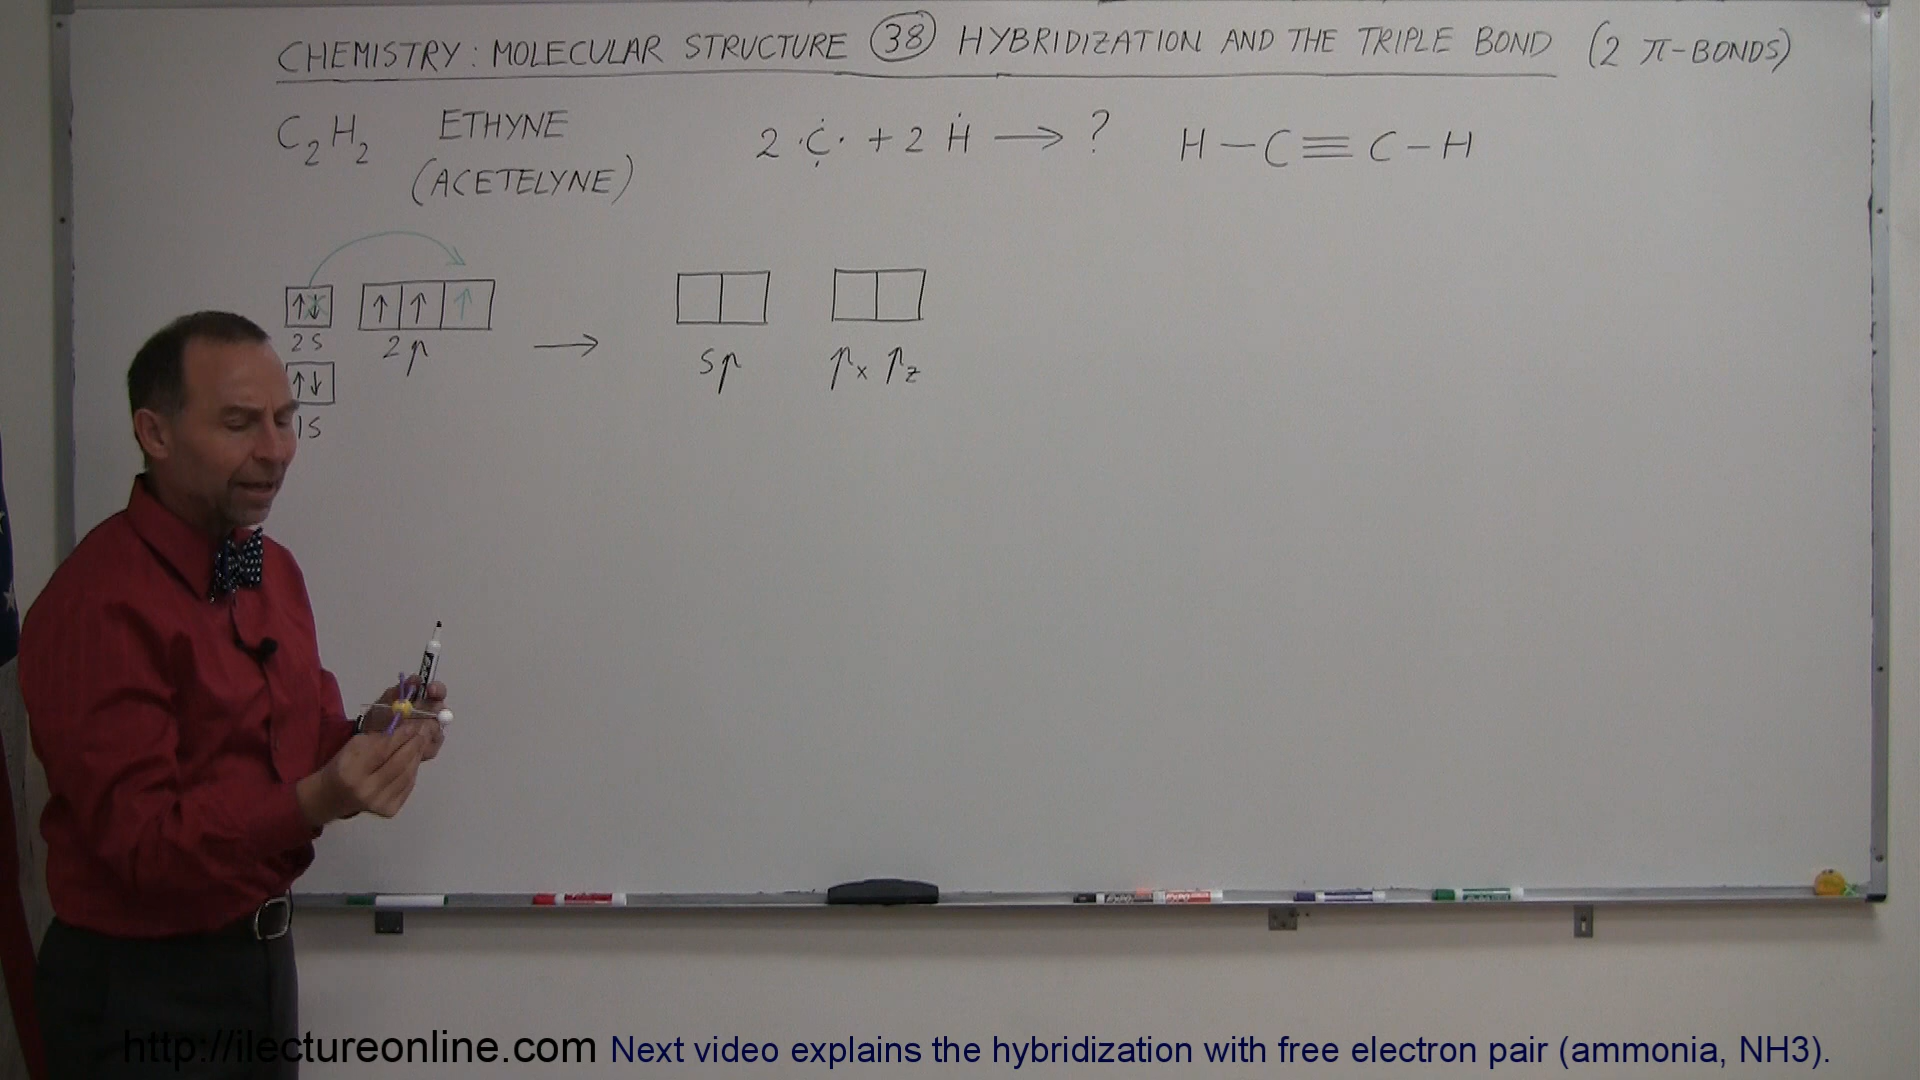 CHEMISTRY: MOLECULAR STRUCTURE 38 HYBRIDIZATION AND THE TRIPLE BOND (2 π-BONDS)
C₂H₂ ETHYNE 2 ·Ċ̣· + 2 Ḣ → ? H – C ≡ C – H
(ACETELYNE)
↑↓ ↑ ↑ ↑
2s 2p → sp px pz
↑↓
1s
http://ilectureonline.com Next video explains the hybridization with free electron pair (ammonia, NH3).